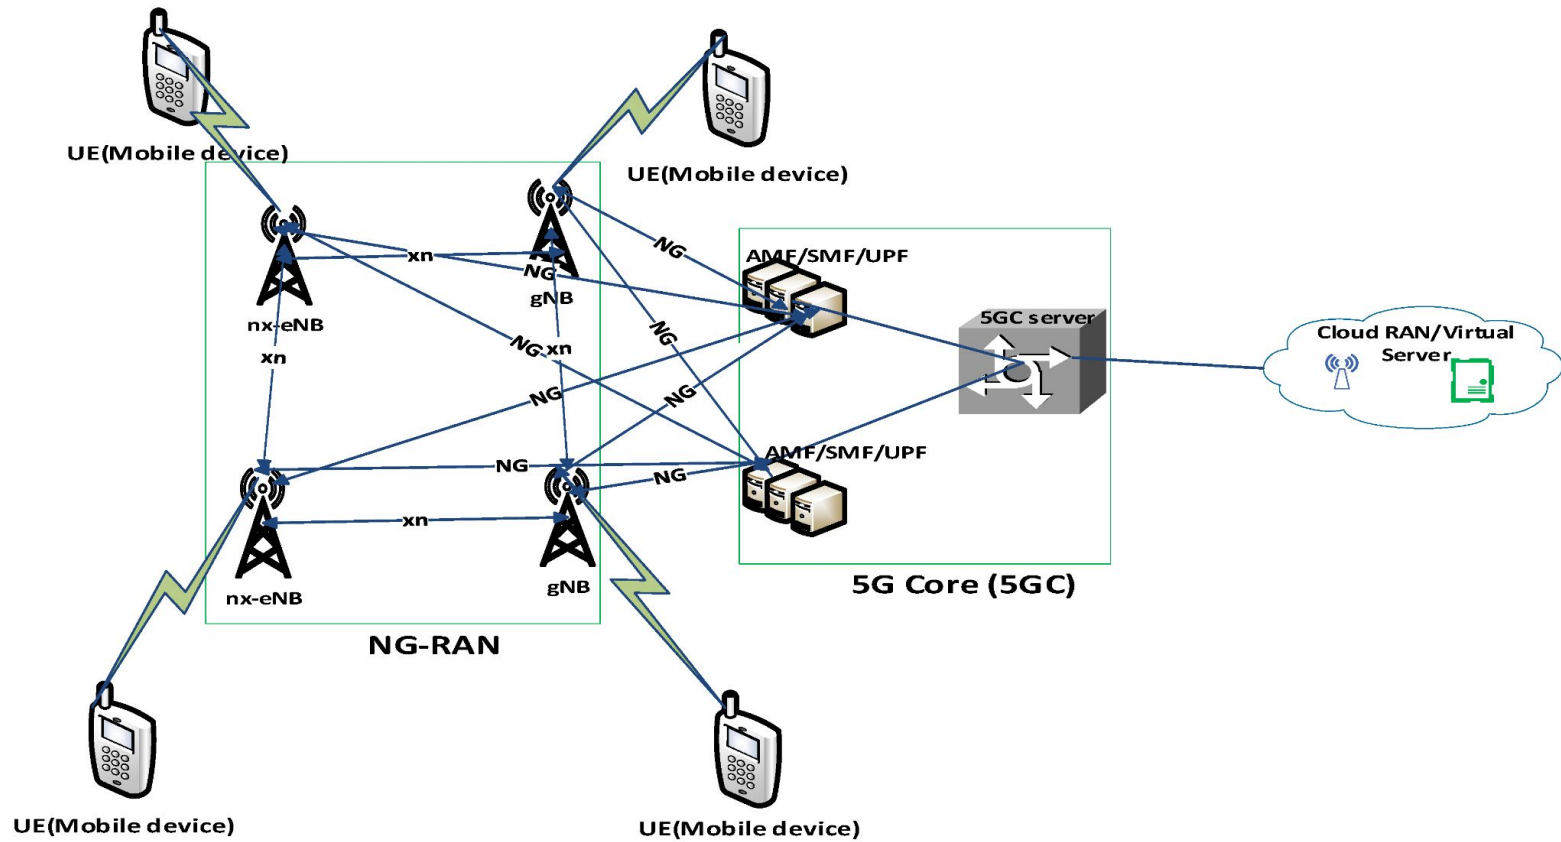 UE(Mobile device)
UE(Mobile device)
NG
xn
NG
AMF/SMF/UPF
gNB
nx-eNB
5GC server
Cloud RAN/Virtual
Server
xn
NG
NG
xn
NG
NG
AMF/SMF/UPF
NG
NG
xn
nx-eNB
gNB
5G Core (5GC)
NG-RAN
UE(Mobile device)
UE(Mobile device)